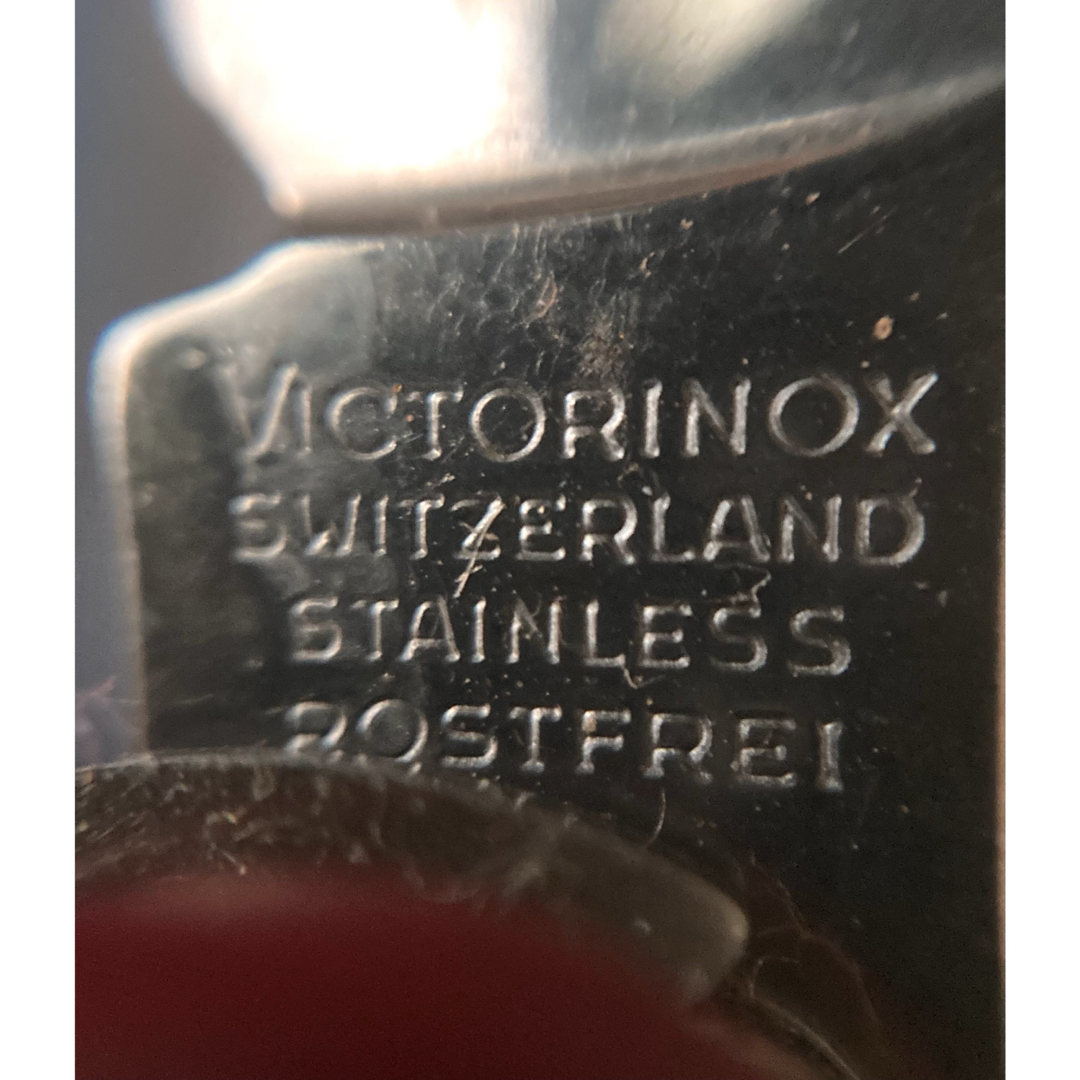 VICTORINOX
SWITZERLAND
STAINLESS
ROSTFREI